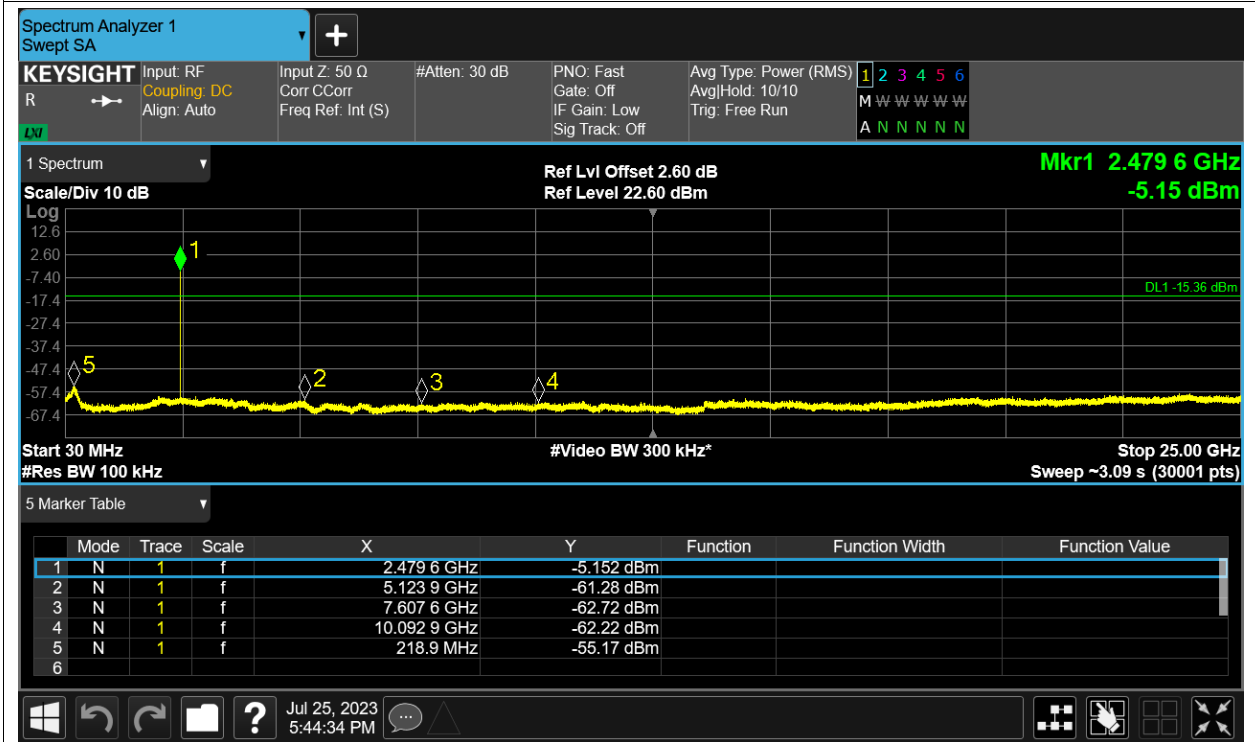 Spectrum Analyzer 1
Swept SA
+
KEYSIGHT Input: RF Input Z: 50 Ω #Atten: 30 dB PNO: Fast Avg Type: Power (RMS) 1 2 3 4 5 6
R Coupling: DC Corr CCorr Gate: Off Avg|Hold: 10/10 M W W W W W
Align: Auto Freq Ref: Int (S) IF Gain: Low Trig: Free Run
LXI Sig Track: Off A N N N N N
1 Spectrum Ref Lvl Offset 2.60 dB Mkr1 2.479 6 GHz
Scale/Div 10 dB Ref Level 22.60 dBm -5.15 dBm
Log
12.6
1
2.60
-7.40
DL1 -15.36 dBm
-17.4
-27.4
-37.4
-47.4 5
2 3 4
-57.4
-67.4
Start 30 MHz #Video BW 300 kHz* Stop 25.00 GHz
#Res BW 100 kHz Sweep ~3.09 s (30001 pts)
5 Marker Table
Mode Trace Scale X Y Function Function Width Function Value
1 N 1 f 2.479 6 GHz -5.152 dBm
2 N 1 f 5.123 9 GHz -61.28 dBm
3 N 1 f 7.607 6 GHz -62.72 dBm
4 N 1 f 10.092 9 GHz -62.22 dBm
5 N 1 f 218.9 MHz -55.17 dBm
6
? Jul 25, 2023
5:44:34 PM